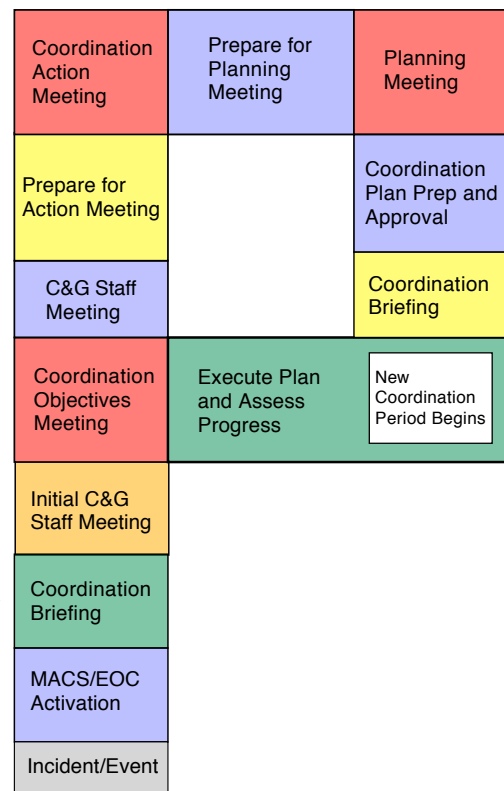 Coordination
Action
Meeting
Prepare for
Planning
Meeting
Planning
Meeting
Prepare for
Action Meeting
Coordination
Plan Prep and
Approval
C&G Staff
Meeting
Coordination
Briefing
Coordination
Objectives
Meeting
Execute Plan
and Assess
Progress
New
Coordination
Period Begins
Initial C&G
Staff Meeting
Coordination
Briefing
MACS/EOC
Activation
Incident/Event